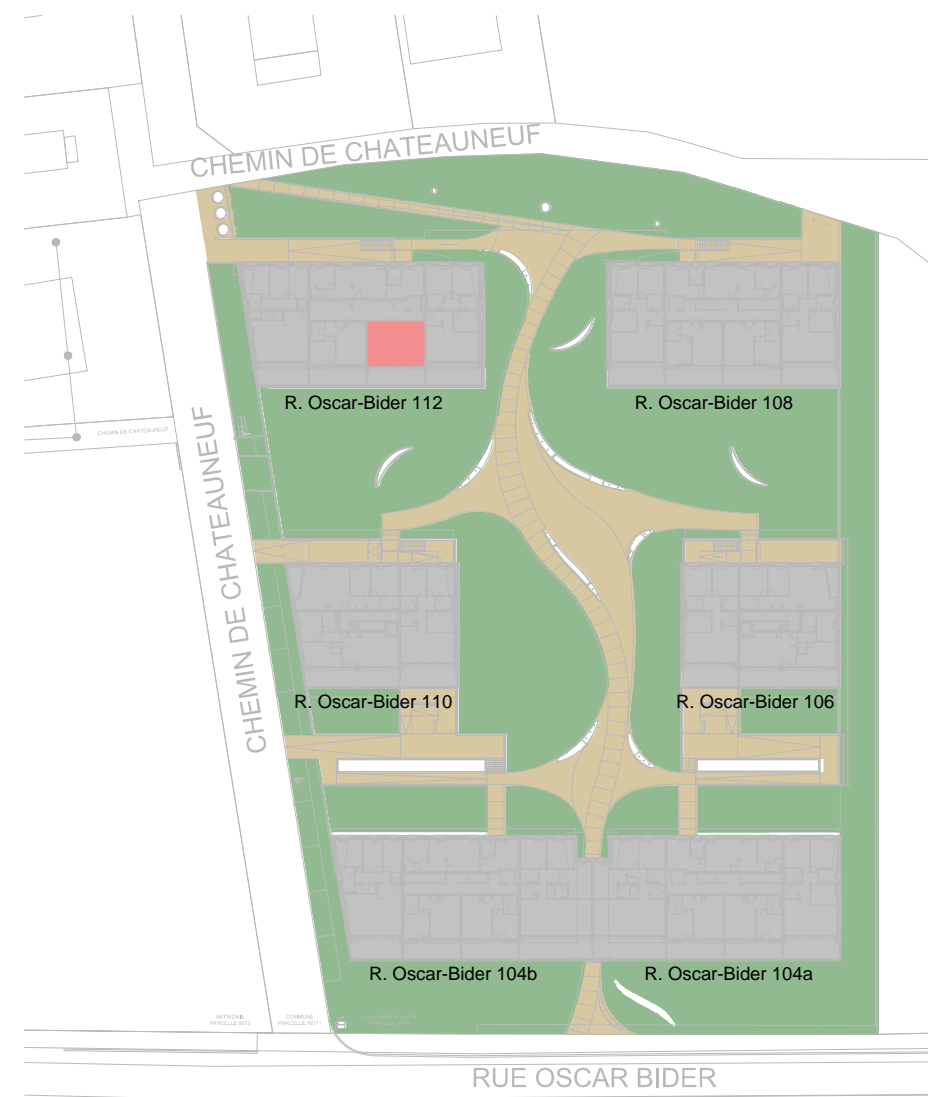 CHEMIN DE CHATEAUNEUF
R. Oscar-Bider 112
R. Oscar-Bider 108
CHEMIN DE CHATEAUNEUF
CHEMIN DE CHATEAUNEUF
R. Oscar-Bider 110
R. Oscar-Bider 106
R. Oscar-Bider 104b
R. Oscar-Bider 104a
COMMUNE
RUE OSCAR BIDER